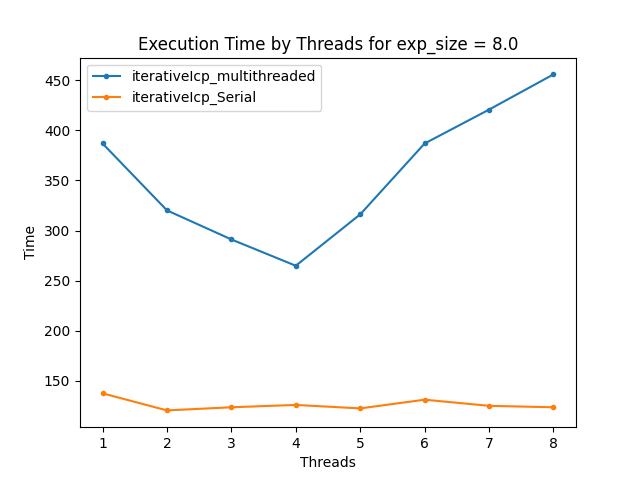 Execution Time by Threads for exp_size = 8.0
iterativeIcp_multithreaded
iterativeIcp_Serial
450
400
350
300
250
200
150
Time
1 2 3 4 5 6 7 8
Threads